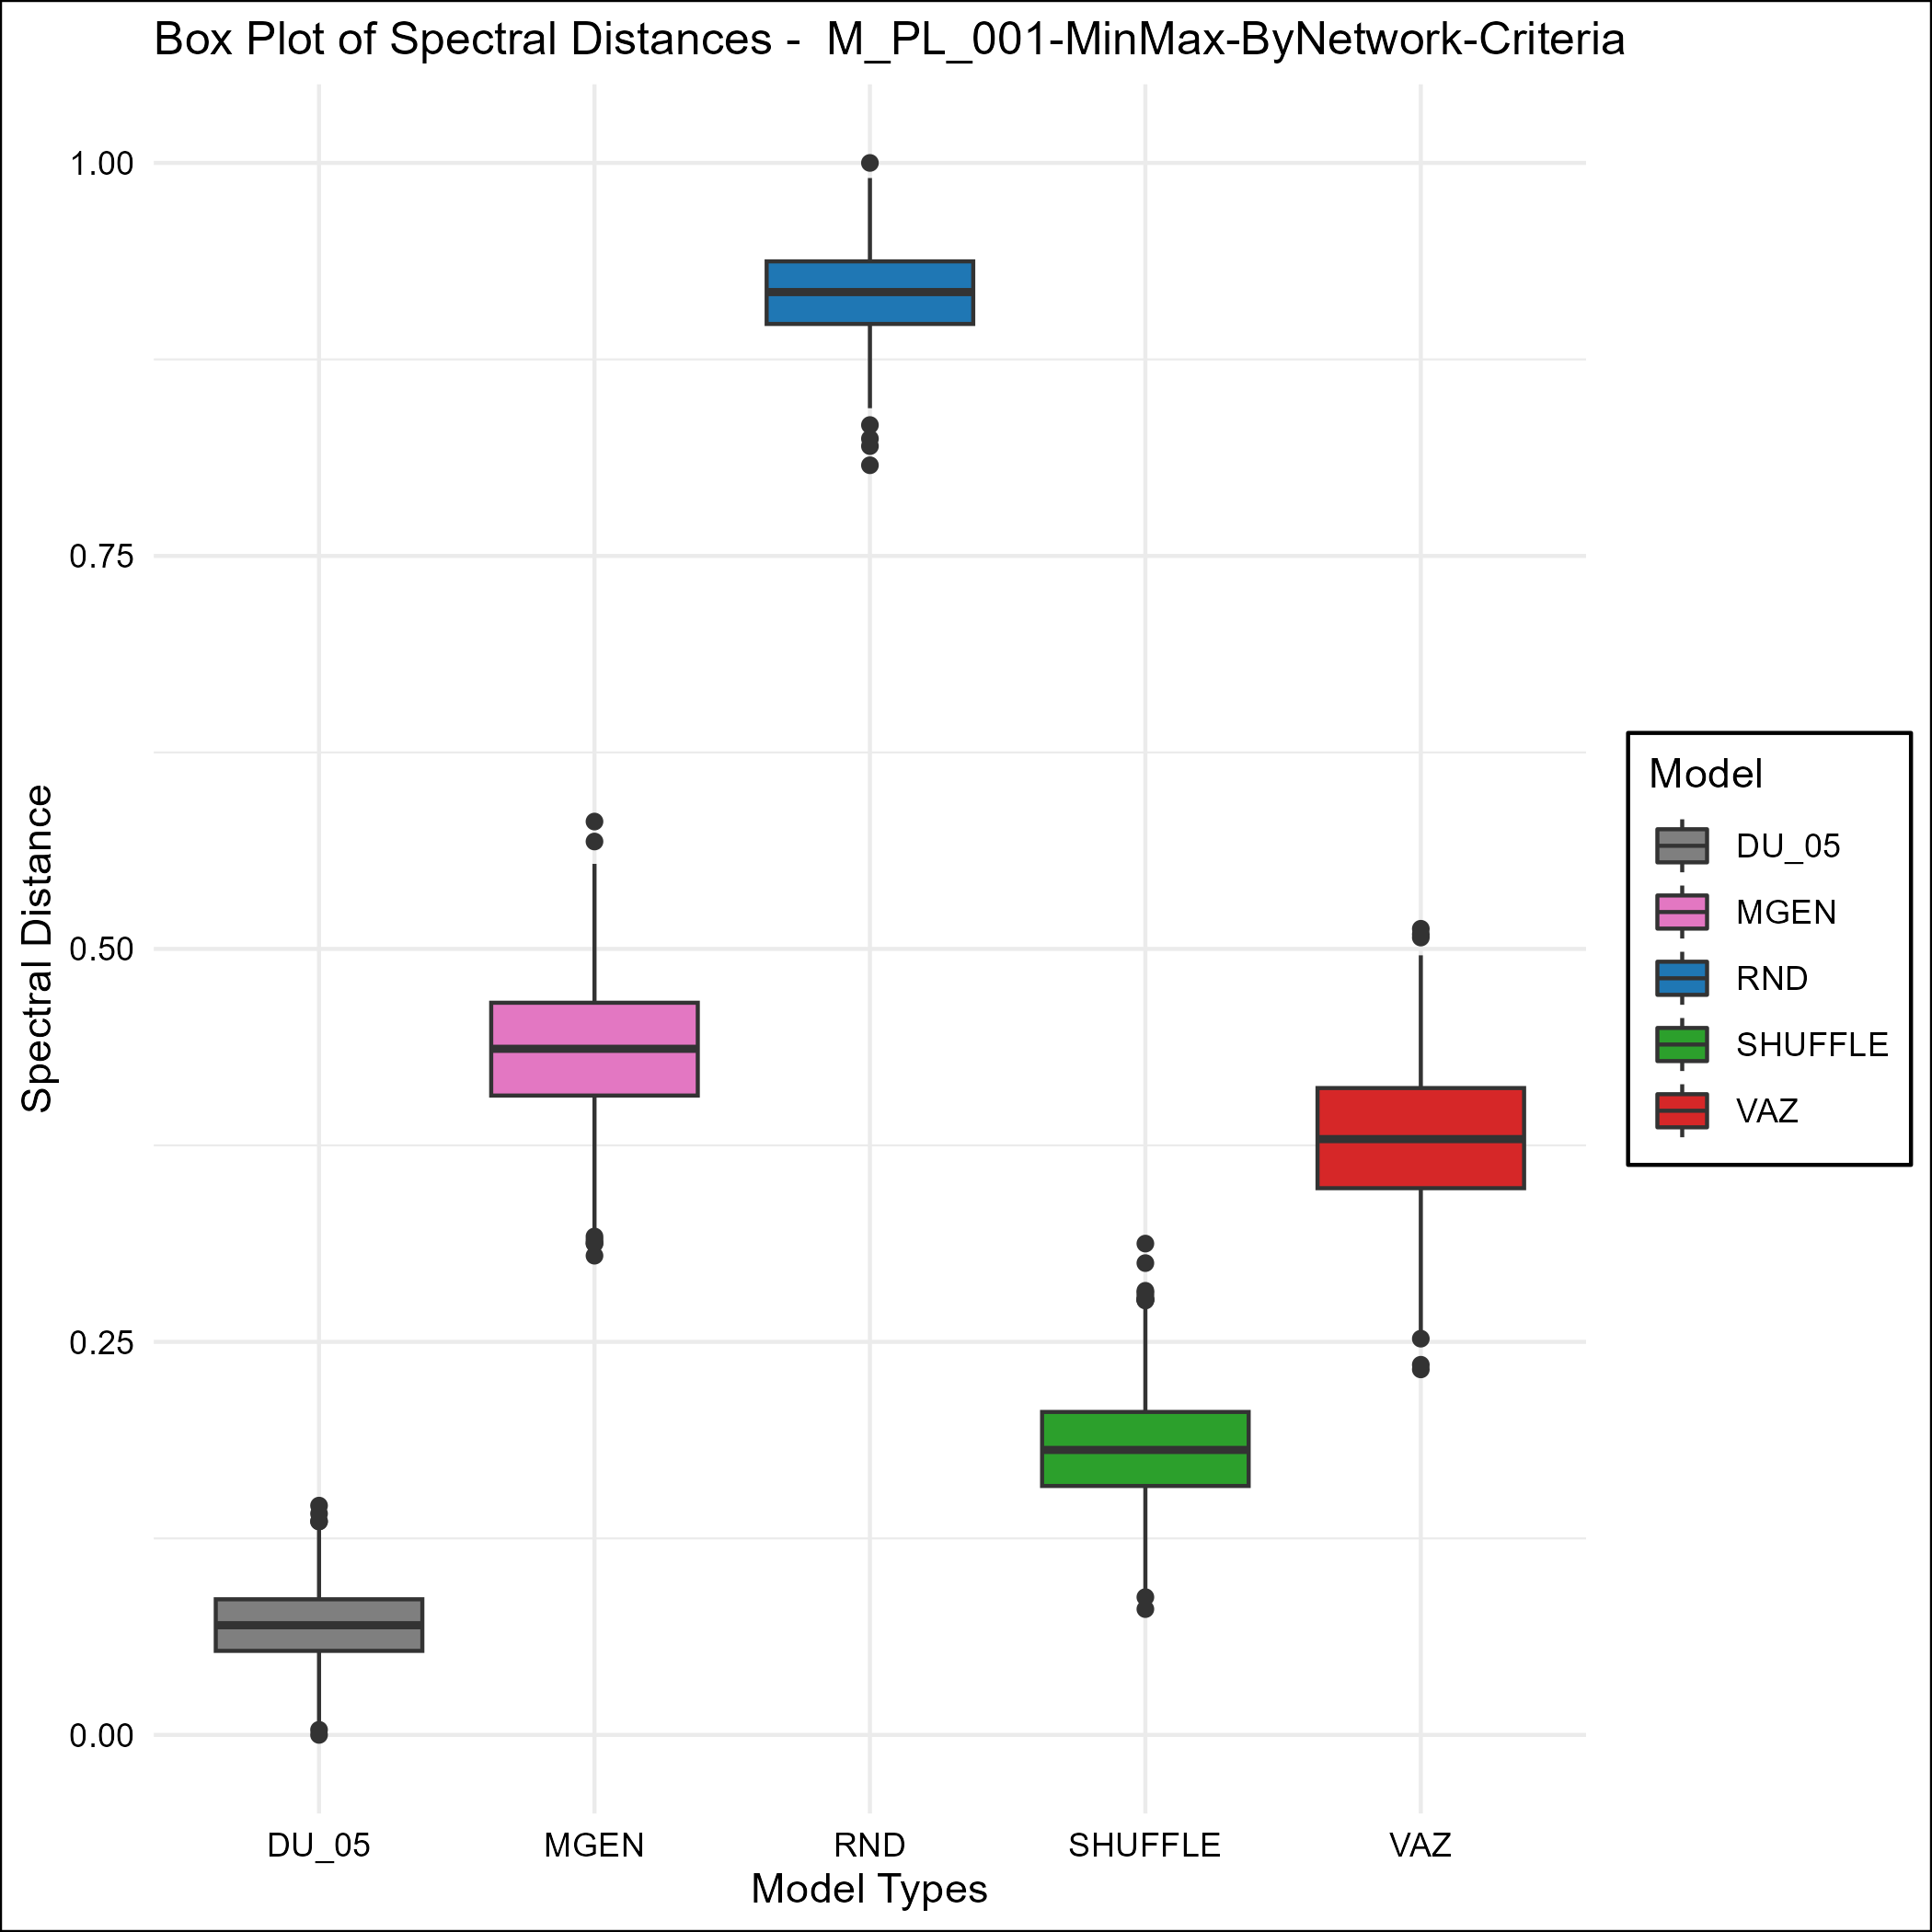 Box Plot of Spectral Distances -  M_PL_001-MinMax-ByNetwork-Criteria
1.00
0.75
0.50
0.25
0.00
Spectral Distance
DU_05 MGEN RND SHUFFLE VAZ
Model Types
Model
DU_05
MGEN
RND
SHUFFLE
VAZ